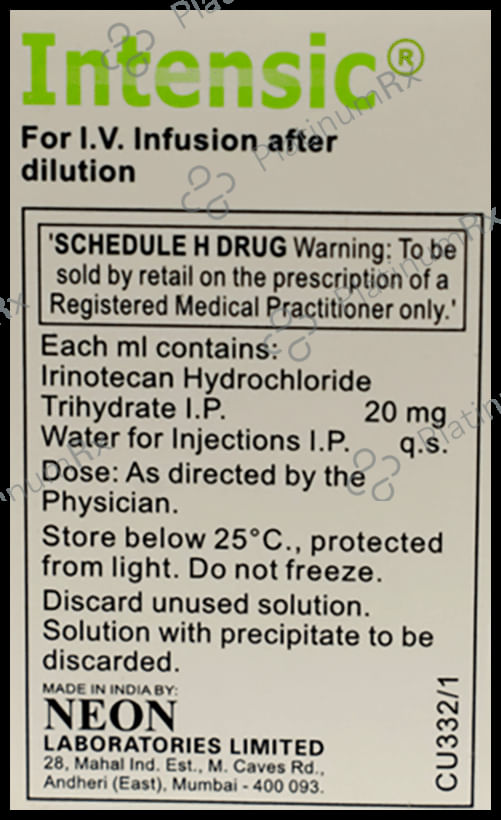 Intensic®
For I.V. Infusion after
dilution
'SCHEDULE H DRUG Warning: To be
sold by retail on the prescription of a
Registered Medical Practitioner only.'
Each ml contains:
Irinotecan Hydrochloride
Trihydrate I.P. 20 mg
Water for Injections I.P. q.s.
Dose: As directed by the
Physician.
Store below 25°C., protected
from light. Do not freeze.
Discard unused solution.
Solution with precipitate to be
discarded.
MADE IN INDIA BY:
NEON
LABORATORIES LIMITED
28, Mahal Ind. Est., M. Caves Rd.,
Andheri (East), Mumbai - 400 093.
CU332/1
PlatinumRx
PlatinumRx
PlatinumRx
PlatinumRx